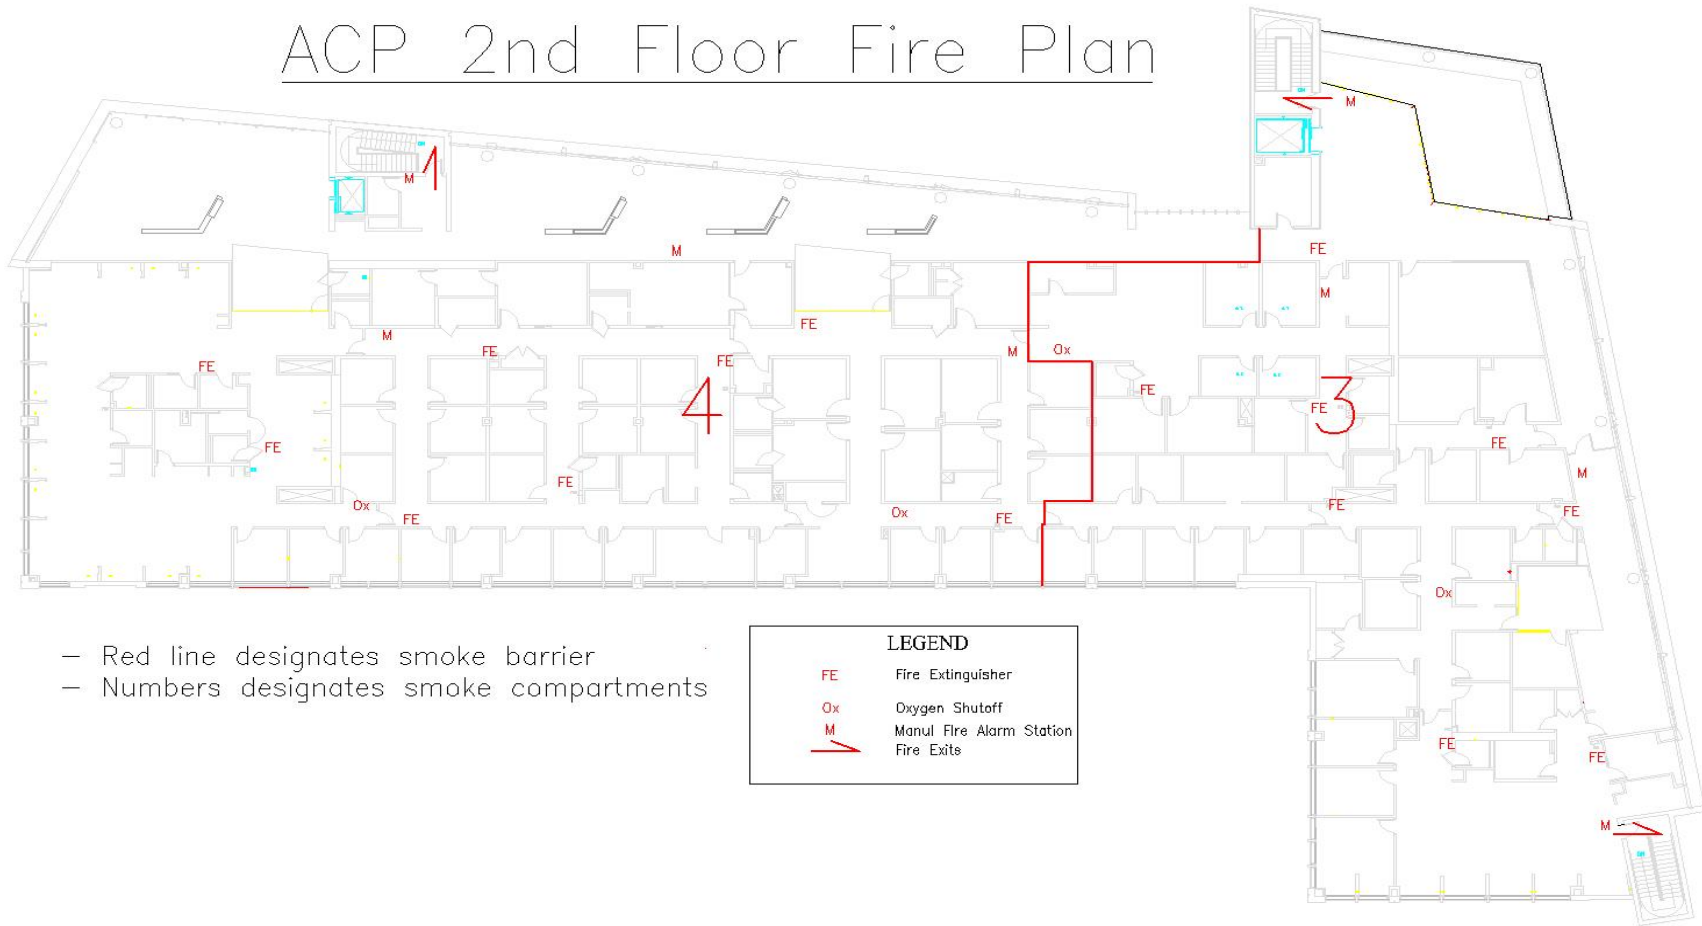 ACP 2nd Floor Fire Plan
M
M
FE
M
M
FE
M
FE
FE
FE
M
Ox
FE
4
FE
FE
3
FE
FE
M
FE
Ox
FE
Ox
FE
FE
FE
Ox
FE
FE
M
— Red line designates smoke barrier
— Numbers designates smoke compartments
LEGEND
FE Fire Extinguisher
Ox Oxygen Shutoff
M Manul Fire Alarm Station
Fire Exits